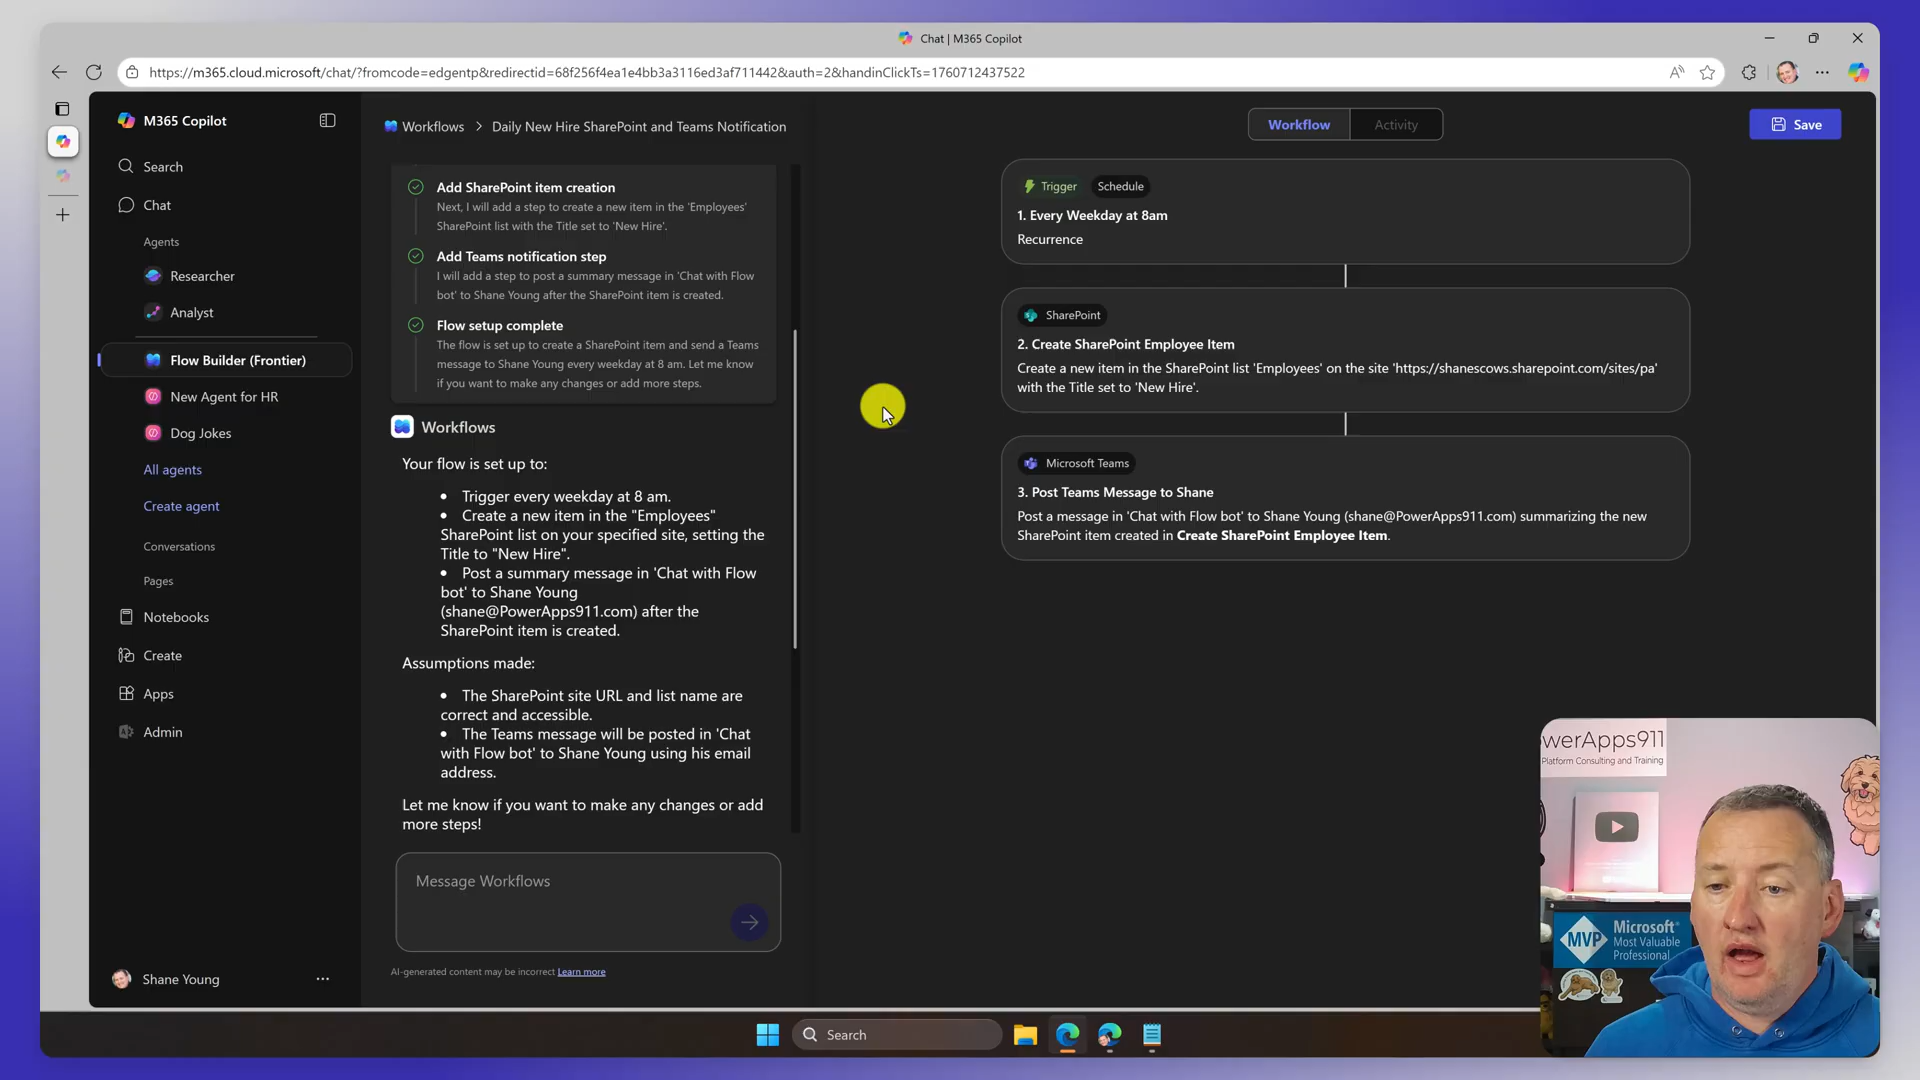 Chat | M365 Copilot
https://m365.cloud.microsoft/chat/?fromcode=edgentp&redirectid=68f256f4ea1e4bb3a3116ed3af711442&auth=2&handinClickTs=1760712437522
M365 Copilot
Search
Chat
Agents
Researcher
Analyst
Flow Builder (Frontier)
New Agent for HR
Dog Jokes
All agents
Create agent
Conversations
Pages
Notebooks
Create
Apps
Admin
Shane Young
Workflows > Daily New Hire SharePoint and Teams Notification
Add SharePoint item creation
Next, I will add a step to create a new item in the 'Employees'
SharePoint list with the Title set to 'New Hire'.
Add Teams notification step
I will add a step to post a summary message in 'Chat with Flow
bot' to Shane Young after the SharePoint item is created.
Flow setup complete
The flow is set up to create a SharePoint item and send a Teams
message to Shane Young every weekday at 8 am. Let me know
if you want to make any changes or add more steps.
Workflows
Your flow is set up to:
• Trigger every weekday at 8 am.
• Create a new item in the "Employees"
SharePoint list on your specified site, setting the
Title to "New Hire".
• Post a summary message in 'Chat with Flow
bot' to Shane Young
(shane@PowerApps911.com) after the
SharePoint item is created.
Assumptions made:
• The SharePoint site URL and list name are
correct and accessible.
• The Teams message will be posted in 'Chat
with Flow bot' to Shane Young using his email
address.
Let me know if you want to make any changes or add
more steps!
Message Workflows
AI-generated content may be incorrect Learn more
Workflow
Activity
Save
Trigger
Schedule
1. Every Weekday at 8am
Recurrence
SharePoint
2. Create SharePoint Employee Item
Create a new item in the SharePoint list 'Employees' on the site 'https://shanescows.sharepoint.com/sites/pa'
with the Title set to 'New Hire'.
Microsoft Teams
3. Post Teams Message to Shane
Post a message in 'Chat with Flow bot' to Shane Young (shane@PowerApps911.com) summarizing the new
SharePoint item created in Create SharePoint Employee Item.
werApps911
Platform Consulting and Training
MVP
Microsoft
Most Valuable
Professional
Search